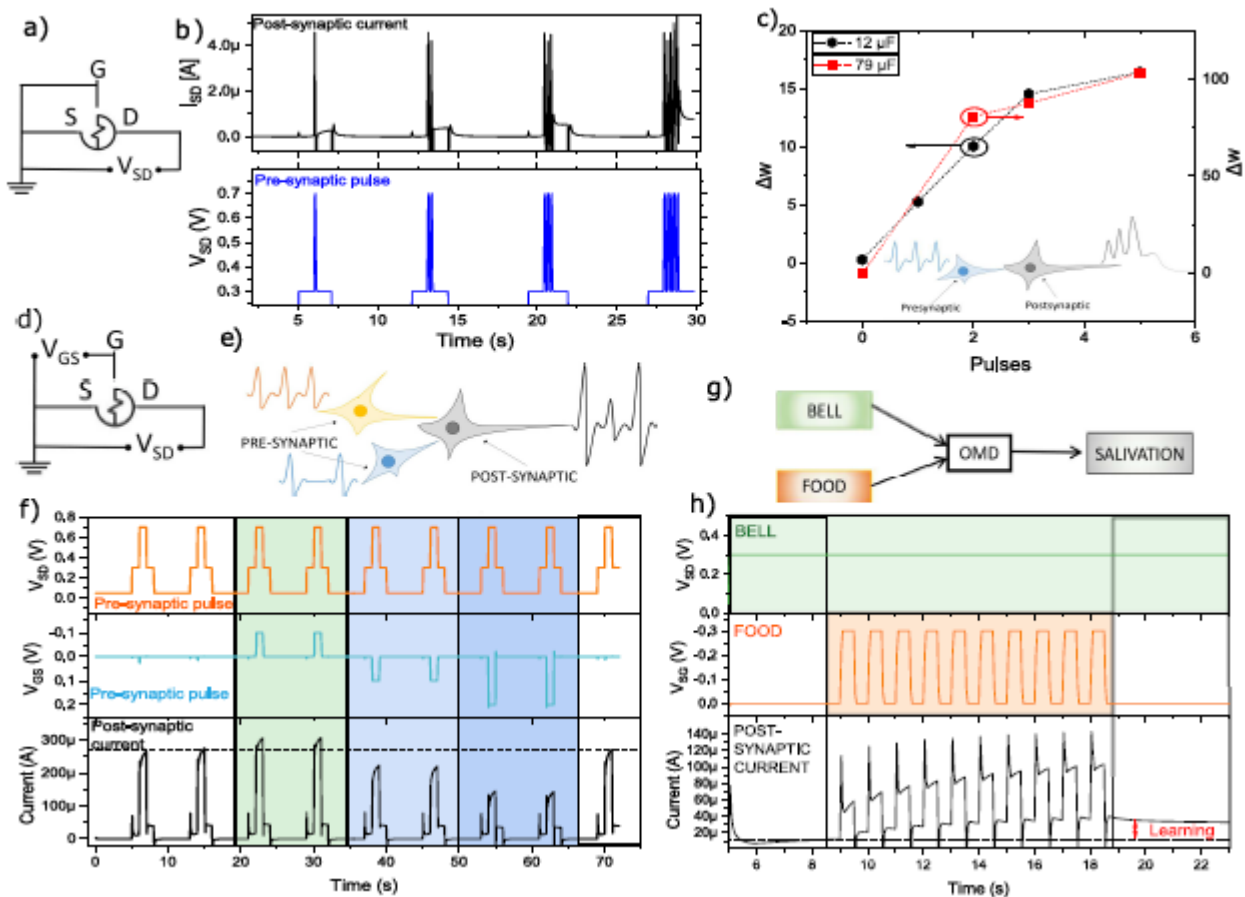 a)
G
S
D
V_SD
b)
Post-synaptic current
I_SD [A]
4.0µ
2.0µ
0.0
Pre-synaptic pulse
V_SD (V)
0.7
0.6
0.5
0.4
0.3
5 10 15 20 25 30
Time (s)
c)
12 µF
79 µF
Δw
20
15
10
5
0
-5
100
50
0
Δw
Presynaptic
Postsynaptic
0 2 4 6
Pulses
d)
V_GS
G
S
D
V_SD
e)
PRE-SYNAPTIC
POST-SYNAPTIC
g)
BELL
FOOD
OMD
SALIVATION
f)
V_SD (V)
0.8
0.6
0.4
0.2
0.0
Pre-synaptic pulse
V_GS (V)
-0.1
0.0
0.1
0.2
Pre-synaptic pulse
Post-synaptic
current
Current (A)
300µ
200µ
100µ
0
0 10 20 30 40 50 60 70
Time (s)
h)
BELL
V_SD (V)
0.4
0.2
0.0
FOOD
V_SG (V)
-0.3
-0.2
-0.1
0.0
POST-
SYNAPTIC
CURRENT
Current (A)
140µ
120µ
100µ
80µ
60µ
40µ
20µ
Learning
6 8 10 12 14 16 18 20 22
Time (s)